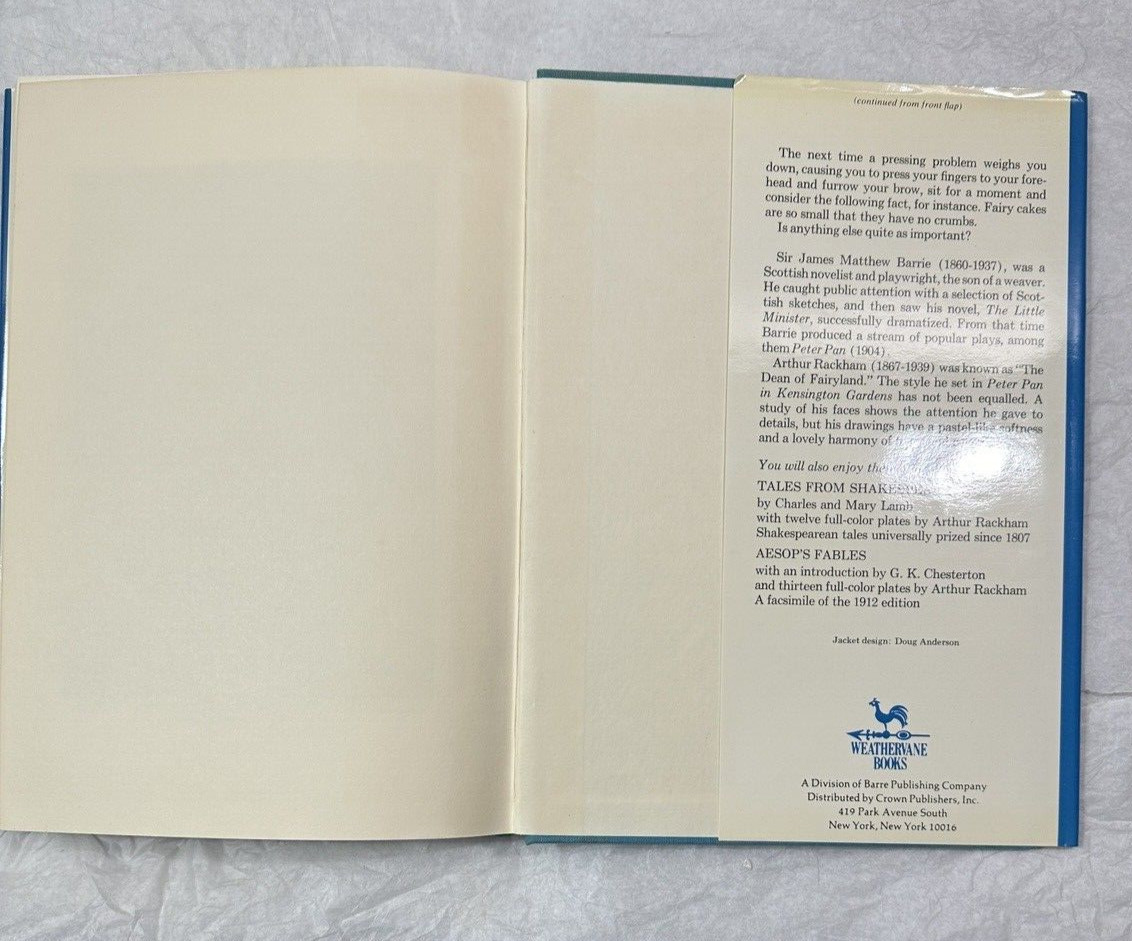 (continued from front flap)
The next time a pressing problem weighs you
down, causing you to press your fingers to your fore-
head and furrow your brow, sit for a moment and
consider the following fact, for instance. Fairy cakes
are so small that they have no crumbs.
Is anything else quite as important?
Sir James Matthew Barrie (1860-1937), was a
Scottish novelist and playwright, the son of a weaver.
He caught public attention with a selection of Scot-
tish sketches, and then saw his novel, The Little
Minister, successfully dramatized. From that time
Barrie produced a stream of popular plays, among
them Peter Pan (1904).
Arthur Rackham (1867-1939) was known as "The
Dean of Fairyland." The style he set in Peter Pan
in Kensington Gardens has not been equalled. A
study of his faces shows the attention he gave to
details, but his drawings have a pastel-like softness
and a lovely harmony of
You will also enjoy
TALES FROM SHAKESPEARE
by Charles and Mary Lamb
with twelve full-color plates by Arthur Rackham
Shakespearean tales universally prized since 1807
AESOP'S FABLES
with an introduction by G. K. Chesterton
and thirteen full-color plates by Arthur Rackham
A facsimile of the 1912 edition
Jacket design: Doug Anderson
WEATHERVANE
BOOKS
A Division of Barre Publishing Company
Distributed by Crown Publishers, Inc.
419 Park Avenue South
New York, New York 10016